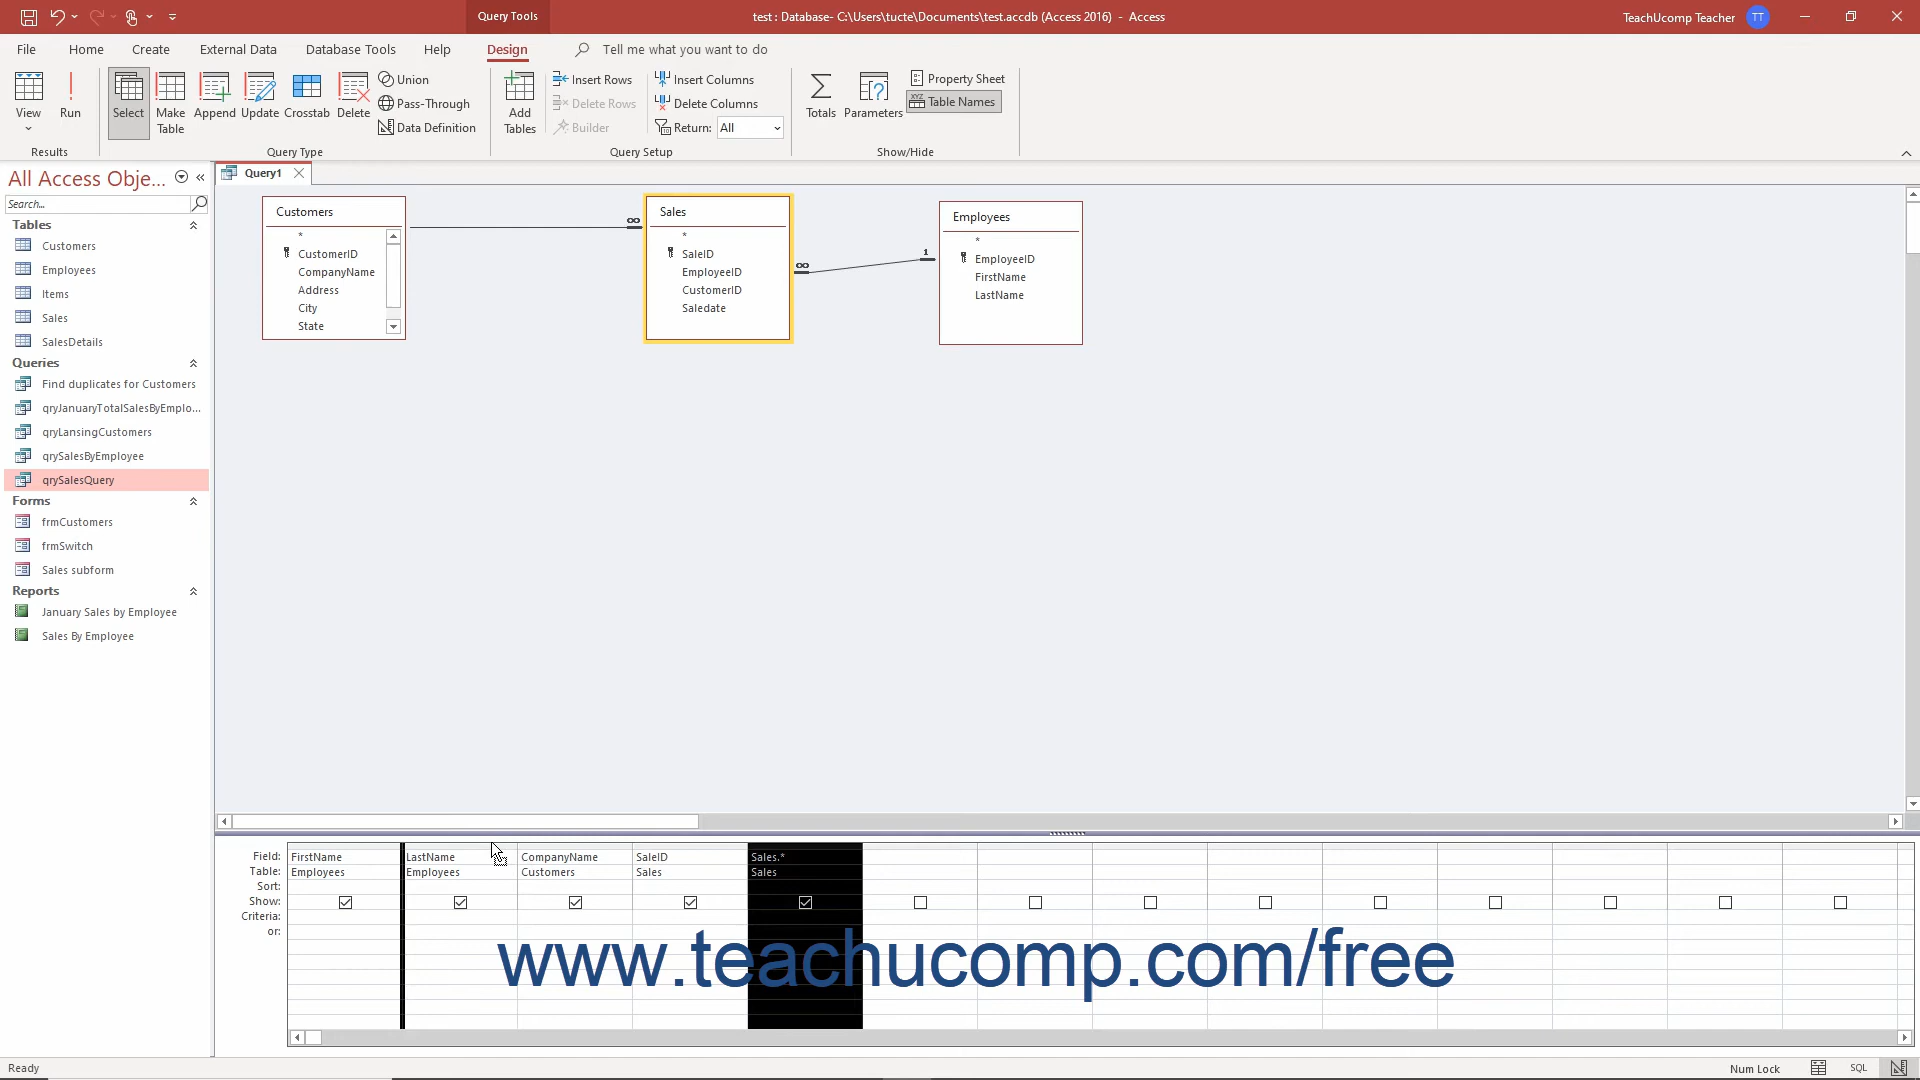 Query Tools
test : Database- C:\Users\tucte\Documents\test.accdb (Access 2016) - Access
TeachUcomp Teacher
TT
File Home Create External Data Database Tools Help Design Tell me what you want to do
View
Run
Results
Select
Make Table
Append
Update
Crosstab
Delete
Union
Pass-Through
Data Definition
Query Type
Add Tables
Insert Rows
Delete Rows
Builder
Insert Columns
Delete Columns
Return: All
Query Setup
Totals
Parameters
Property Sheet
Table Names
Show/Hide
All Access Obje...
Search...
Tables
Customers
Employees
Items
Sales
SalesDetails
Queries
Find duplicates for Customers
qryJanuaryTotalSalesByEmplo...
qryLansingCustomers
qrySalesByEmployee
qrySalesQuery
Forms
frmCustomers
frmSwitch
Sales subform
Reports
January Sales by Employee
Sales By Employee
Query1
Customers
*
CustomerID
CompanyName
Address
City
State
∞
Sales
*
SaleID
EmployeeID
CustomerID
Saledate
∞
1
Employees
*
EmployeeID
FirstName
LastName
Field: FirstName LastName CompanyName SaleID Sales.*
Table: Employees Employees Customers Sales Sales
Sort:
Show:
Criteria:
or:
www.teachucomp.com/free
Ready
Num Lock
SQL